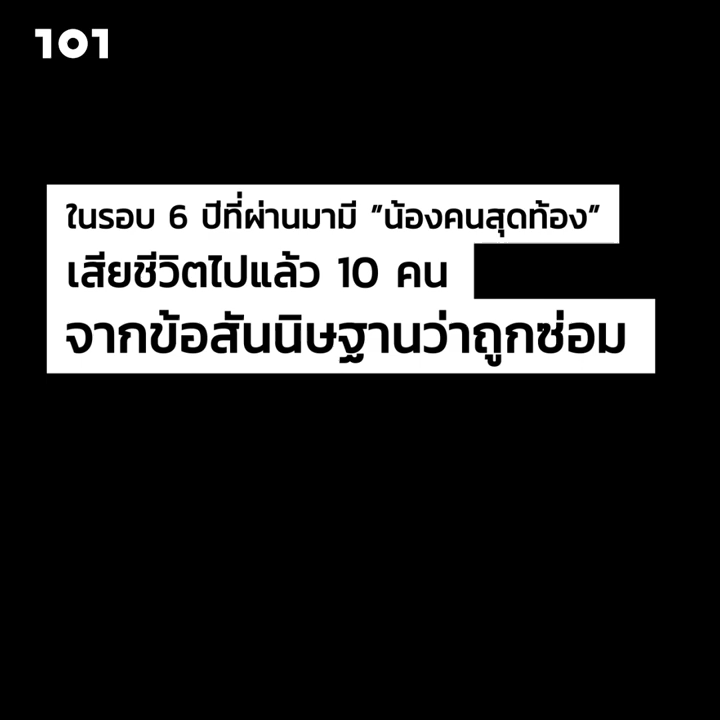 101
ในรอบ 6 ปีที่ผ่านมามี "น้องคนสุดท้อง"
เสียชีวิตไปแล้ว 10 คน
จากข้อสันนิษฐานว่าถูกซ่อม